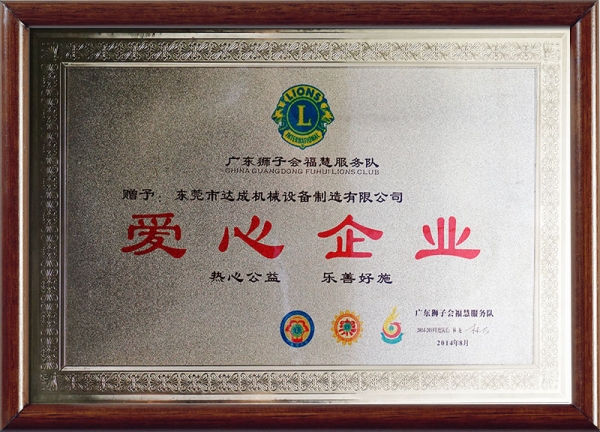 LIONS
L
INTERNATIONAL
广东狮子会福慧服务队
CHINA GUANGDONG FUHUI LIONS CLUB
赠予：东莞市达成机械设备制造有限公司
爱心企业
热心公益 乐善好施
广东狮子会福慧服务队
2014年8月